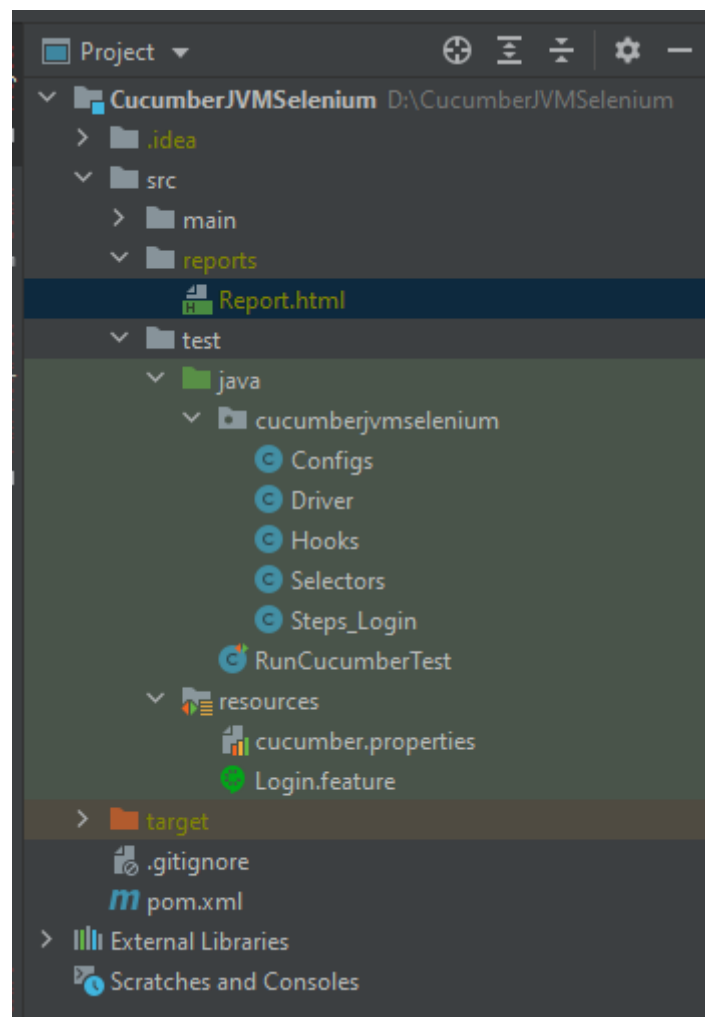 Project
CucumberJVMSelenium D:\CucumberJVMSelenium
.idea
src
main
reports
Report.html
test
java
cucumberjvmselenium
Configs
Driver
Hooks
Selectors
Steps_Login
RunCucumberTest
resources
cucumber.properties
Login.feature
target
.gitignore
pom.xml
External Libraries
Scratches and Consoles